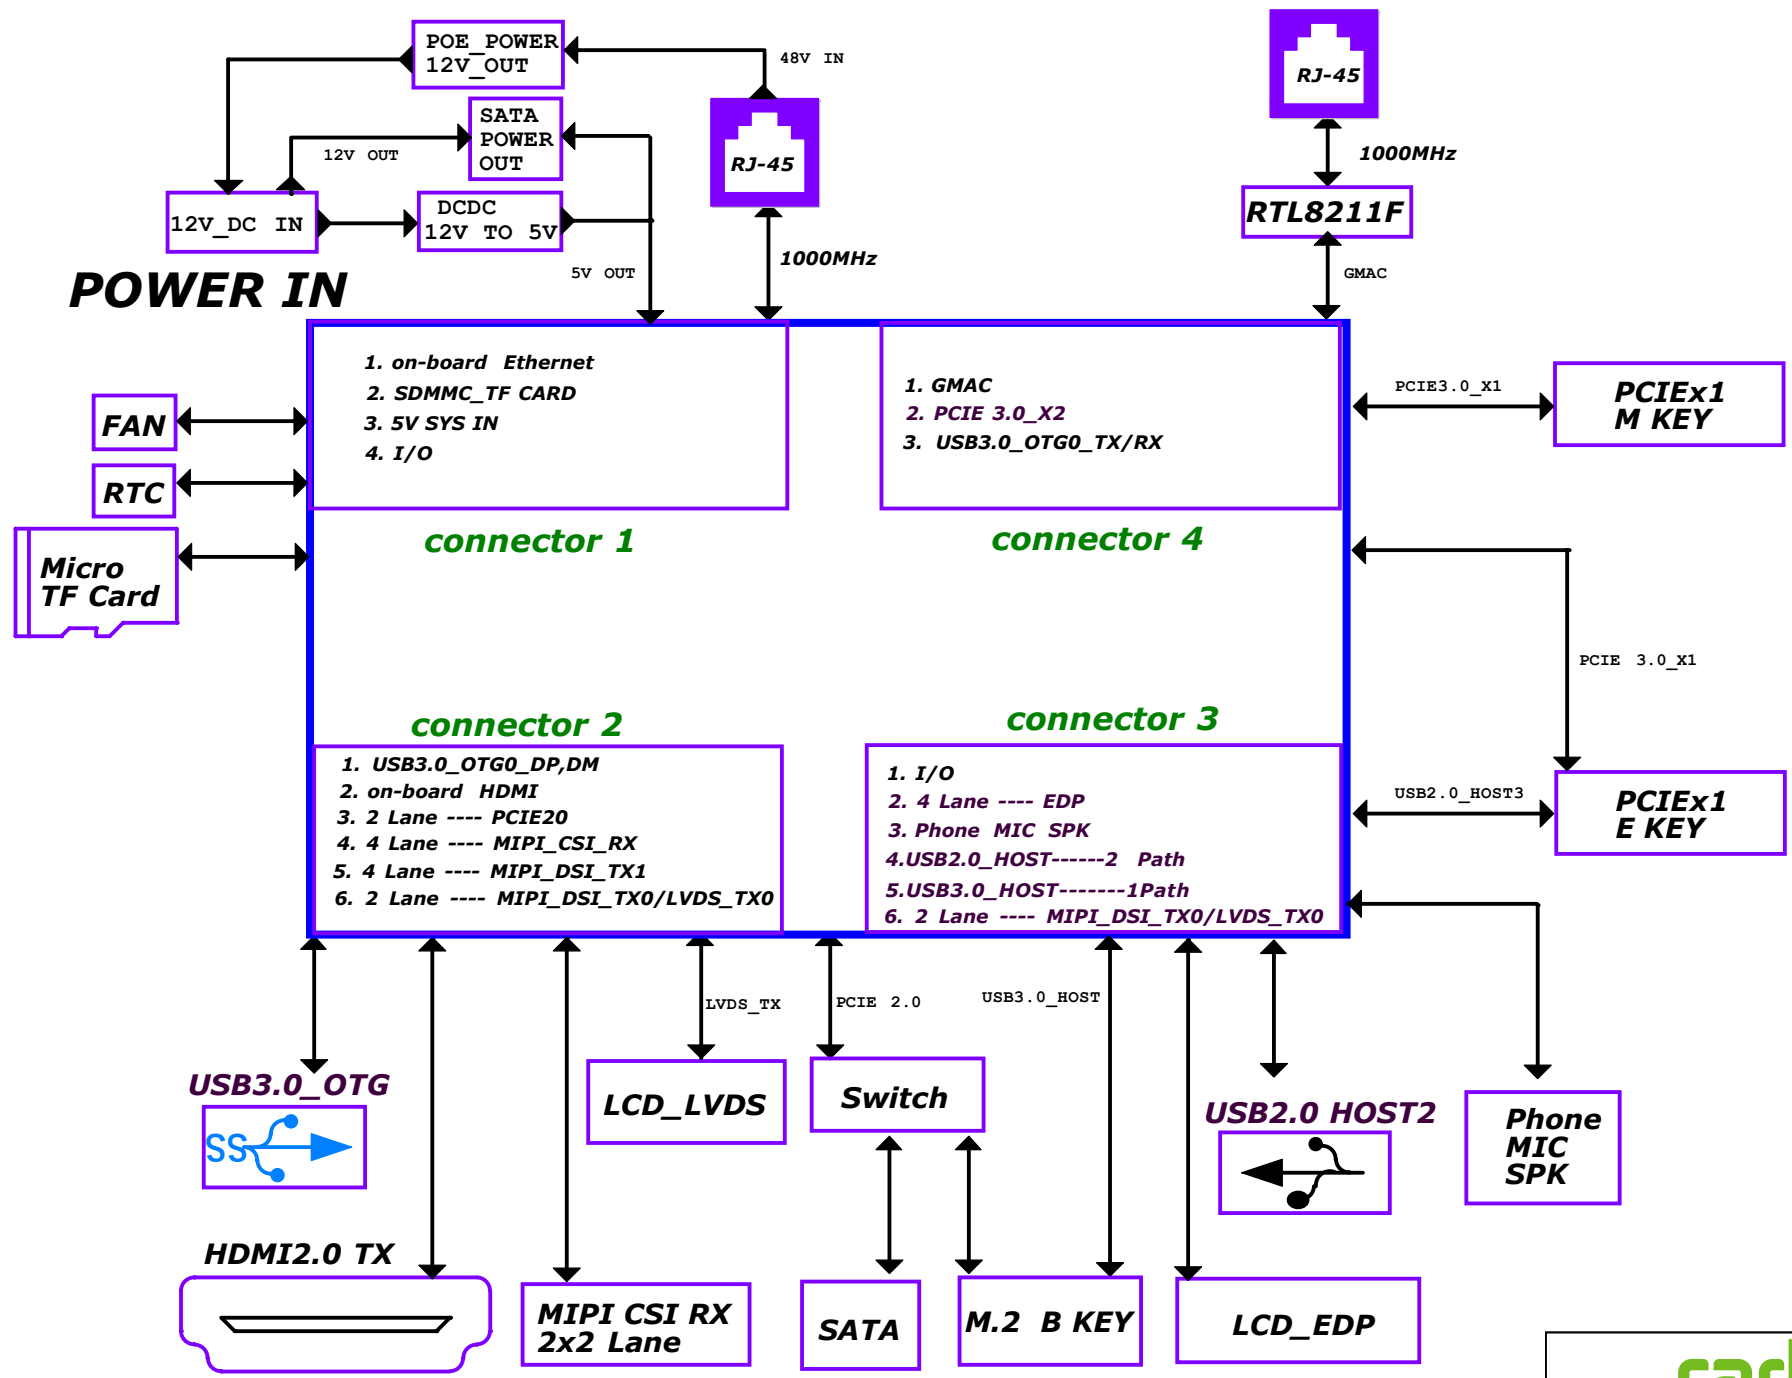 POE_POWER
12V_OUT
48V IN
RJ-45
SATA
POWER
OUT
12V OUT
RJ-45
1000MHz
12V_DC IN
DCDC
12V TO 5V
RTL8211F
5V OUT
1000MHz
GMAC
POWER IN
1. on-board Ethernet
2. SDMMC_TF CARD
3. 5V SYS IN
4. I/O
1. GMAC
2. PCIE 3.0_X2
3. USB3.0_OTG0_TX/RX
PCIE3.0_X1
PCIEx1
M KEY
FAN
RTC
connector 1
connector 4
Micro
TF Card
PCIE 3.0_X1
connector 2
connector 3
1. USB3.0_OTG0_DP,DM
2. on-board HDMI
3. 2 Lane ---- PCIE20
4. 4 Lane ---- MIPI_CSI_RX
5. 4 Lane ---- MIPI_DSI_TX1
6. 2 Lane ---- MIPI_DSI_TX0/LVDS_TX0
1. I/O
2. 4 Lane ---- EDP
3. Phone MIC SPK
4.USB2.0_HOST------2 Path
5.USB3.0_HOST-------1Path
6. 2 Lane ---- MIPI_DSI_TX0/LVDS_TX0
USB2.0_HOST3
PCIEx1
E KEY
LVDS_TX
PCIE 2.0
USB3.0_HOST
USB3.0_OTG
SS
LCD_LVDS
Switch
USB2.0 HOST2
Phone
MIC
SPK
HDMI2.0 TX
MIPI CSI RX
2x2 Lane
SATA
M.2 B KEY
LCD_EDP